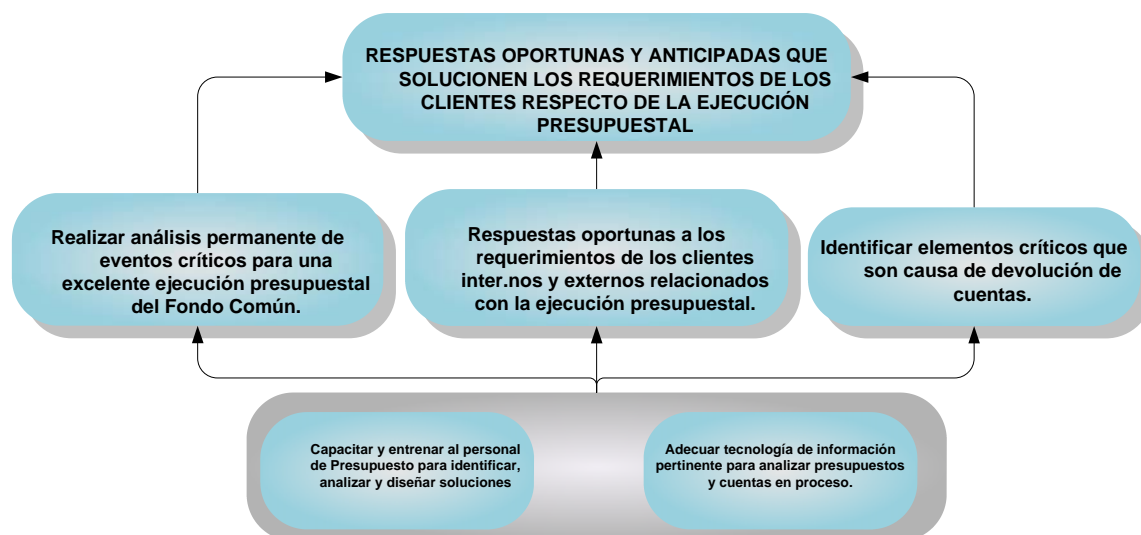 RESPUESTAS OPORTUNAS Y ANTICIPADAS QUE
SOLUCIONEN LOS REQUERIMIENTOS DE LOS
CLIENTES RESPECTO DE LA EJECUCIÓN
PRESUPUESTAL
Realizar análisis permanente de
eventos críticos para una
excelente ejecución presupuestal
del Fondo Común.
Respuestas oportunas a los
requerimientos de los clientes
inter.nos y externos relacionados
con la ejecución presupuestal.
Identificar elementos críticos que
son causa de devolución de
cuentas.
Capacitar y entrenar al personal
de Presupuesto para identificar,
analizar y diseñar soluciones
Adecuar tecnología de información
pertinente para analizar presupuestos
y cuentas en proceso.